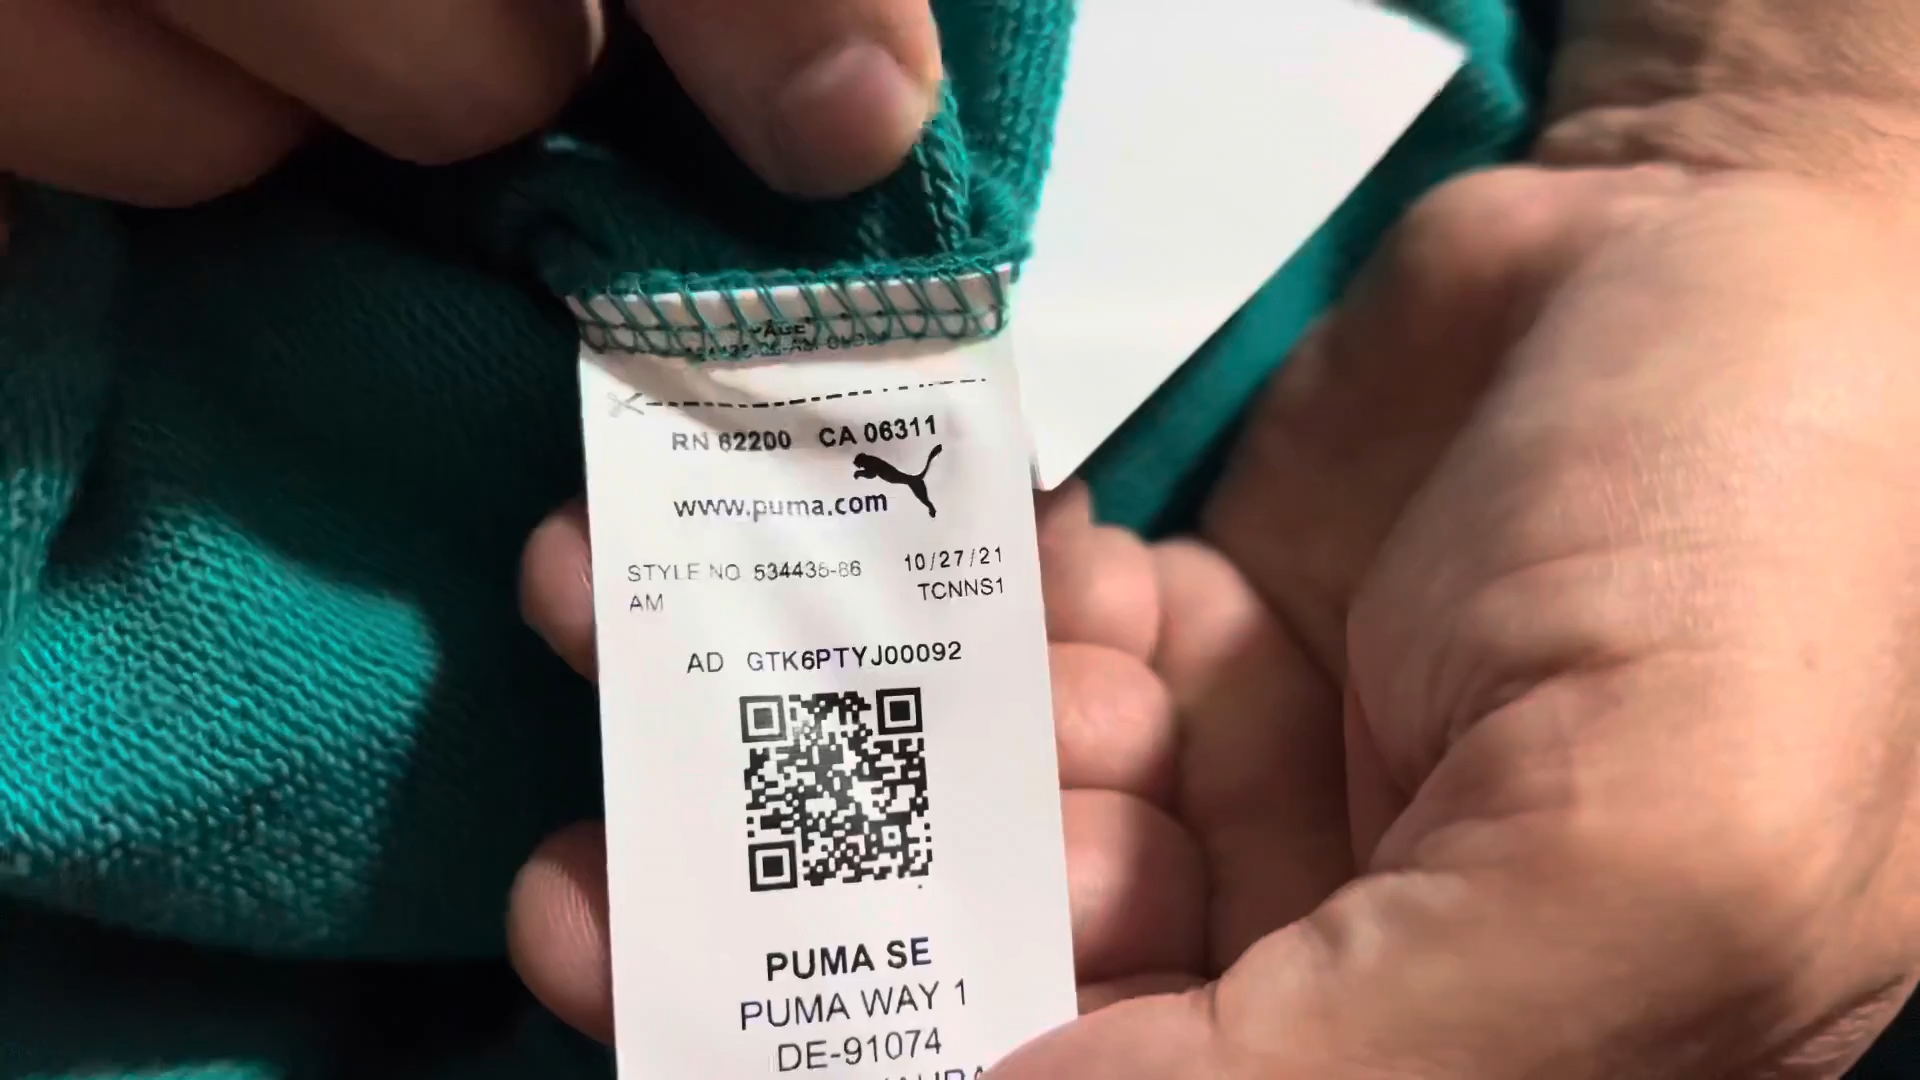 RN 62200 CA 06311
www.puma.com
STYLE NO 534436-86 10/27/21
AM TCNNS1
AD GTK6PTYJ00092
PUMA SE
PUMA WAY 1
DE-91074